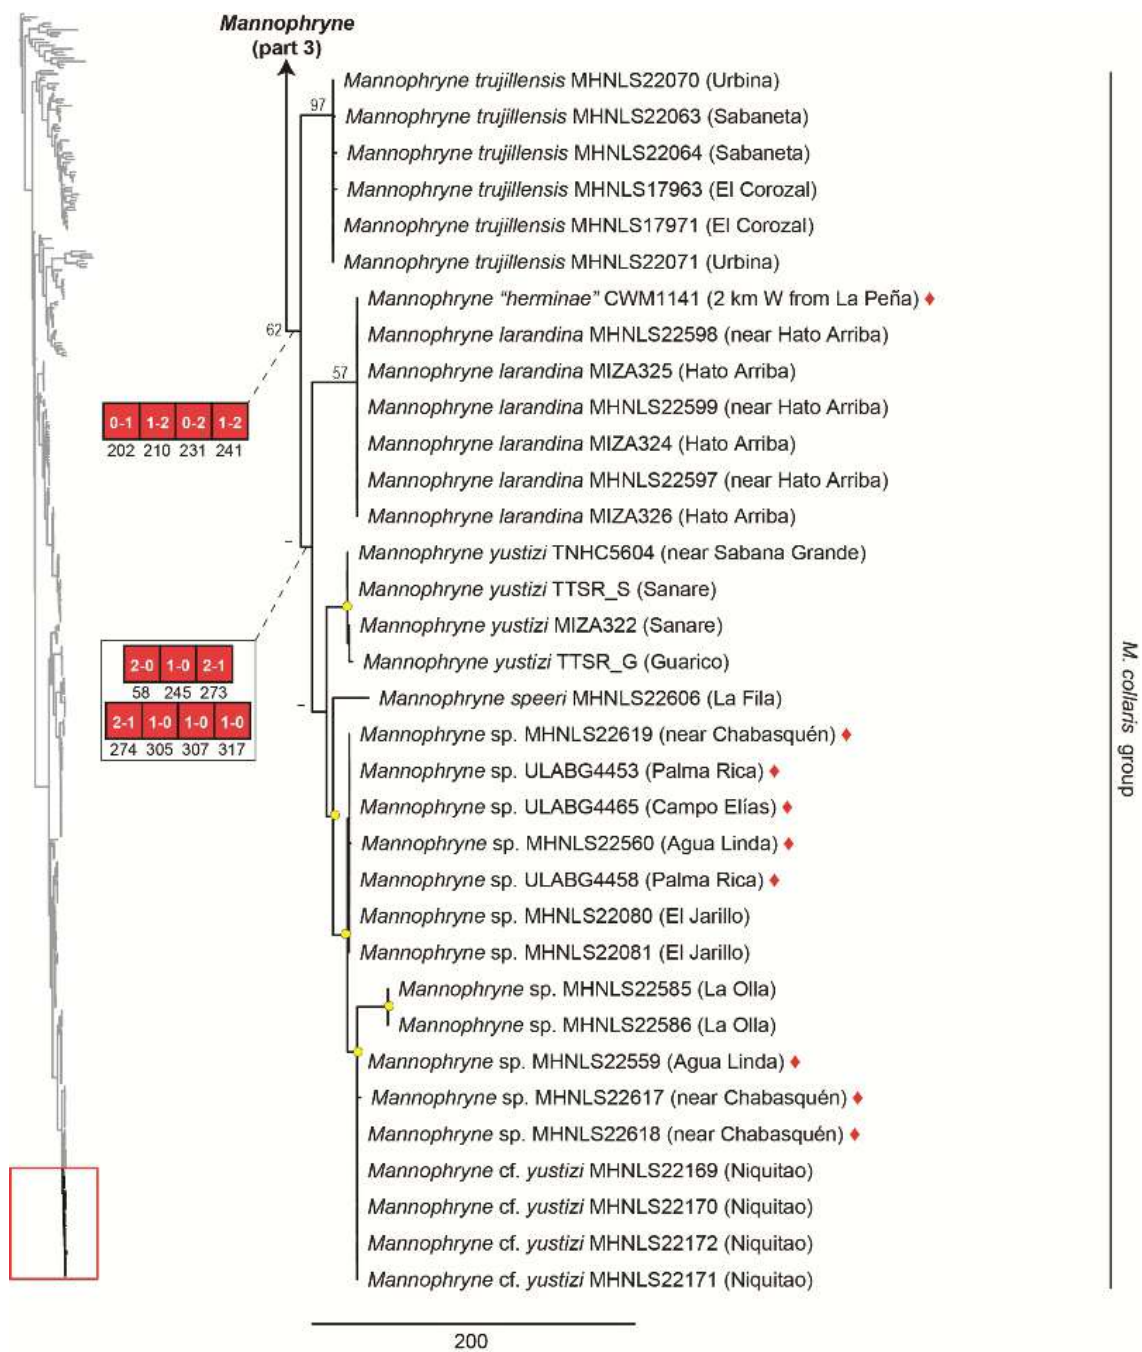 Mannophryne
(part 3)
97
Mannophryne trujillensis MHNLS22070 (Urbina)
Mannophryne trujillensis MHNLS22063 (Sabaneta)
Mannophryne trujillensis MHNLS22064 (Sabaneta)
Mannophryne trujillensis MHNLS17963 (El Corozal)
Mannophryne trujillensis MHNLS17971 (El Corozal)
Mannophryne trujillensis MHNLS22071 (Urbina)
62
Mannophryne “herminae” CWM1141 (2 km W from La Peña)
Mannophryne larandina MHNLS22598 (near Hato Arriba)
57
Mannophryne larandina MIZA325 (Hato Arriba)
Mannophryne larandina MHNLS22599 (near Hato Arriba)
Mannophryne larandina MIZA324 (Hato Arriba)
Mannophryne larandina MHNLS22597 (near Hato Arriba)
Mannophryne larandina MIZA326 (Hato Arriba)
0-1 1-2 0-2 1-2
202 210 231 241
–
Mannophryne yustizi TNHC5604 (near Sabana Grande)
Mannophryne yustizi TTSR_S (Sanare)
Mannophryne yustizi MIZA322 (Sanare)
Mannophryne yustizi TTSR_G (Guarico)
2-0 1-0 2-1
58 245 273
2-1 1-0 1-0 1-0
274 305 307 317
–
Mannophryne speeri MHNLS22606 (La Fila)
Mannophryne sp. MHNLS22619 (near Chabasquén)
Mannophryne sp. ULABG4453 (Palma Rica)
Mannophryne sp. ULABG4465 (Campo Elías)
Mannophryne sp. MHNLS22560 (Agua Linda)
Mannophryne sp. ULABG4458 (Palma Rica)
Mannophryne sp. MHNLS22080 (El Jarillo)
Mannophryne sp. MHNLS22081 (El Jarillo)
Mannophryne sp. MHNLS22585 (La Olla)
Mannophryne sp. MHNLS22586 (La Olla)
Mannophryne sp. MHNLS22559 (Agua Linda)
Mannophryne sp. MHNLS22617 (near Chabasquén)
Mannophryne sp. MHNLS22618 (near Chabasquén)
Mannophryne cf. yustizi MHNLS22169 (Niquitao)
Mannophryne cf. yustizi MHNLS22170 (Niquitao)
Mannophryne cf. yustizi MHNLS22172 (Niquitao)
Mannophryne cf. yustizi MHNLS22171 (Niquitao)
M. collaris group
200